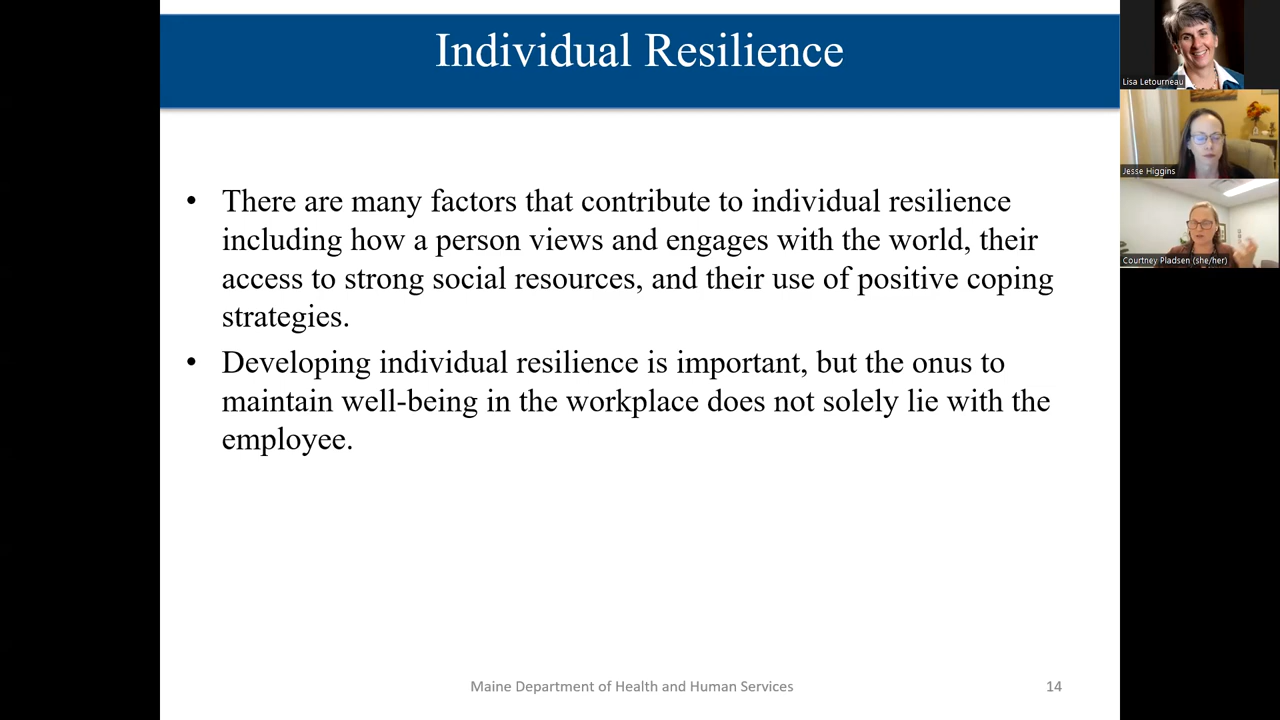 Individual Resilience
• There are many factors that contribute to individual resilience
including how a person views and engages with the world, their
access to strong social resources, and their use of positive coping
strategies.
• Developing individual resilience is important, but the onus to
maintain well-being in the workplace does not solely lie with the
employee.
Maine Department of Health and Human Services
14
Lisa Letourneau
Jesse Higgins
Courtney Pladsen (she/her)